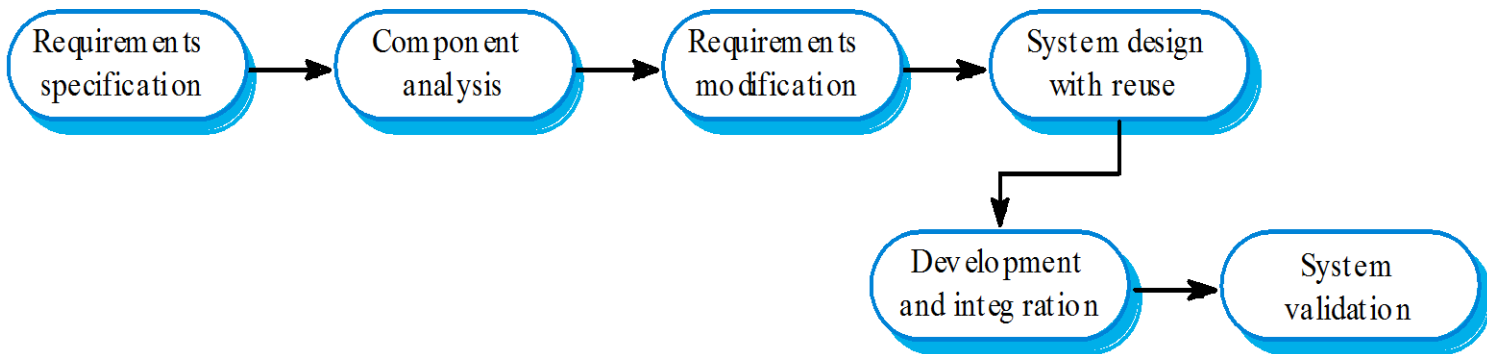 Requirements
specification
Component
analysis
Requirements
modification
System design
with reuse
Development
and integration
System
validation